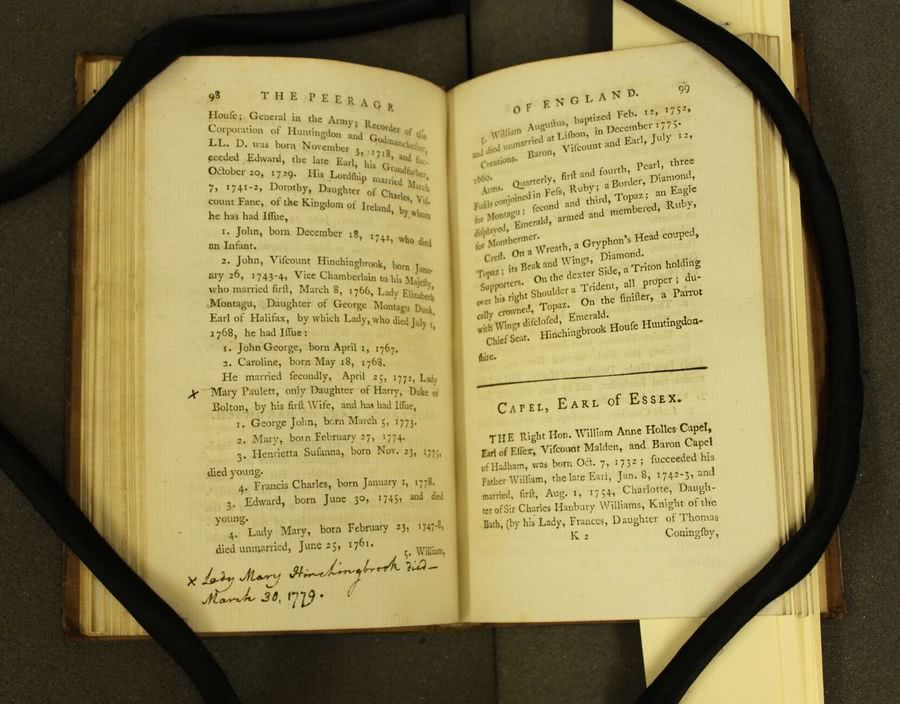 98 THE PEERAGE
Houſe; General in the Army; Recorder of the
Corporation of Huntingdon and Godmancheſter,
LL. D. was born November 3, 1718, and ſuc-
ceeded Edward, the late Earl, his Grandfather,
October 20, 1729. His Lordſhip married March
7, 1741-2, Dorothy, Daughter of Charles, Viſ-
count Fane, of the Kingdom of Ireland, by whom
he has had Iſſue,
1. John, born December 18, 1742, who died
an Infant.
2. John, Viſcount Hinchingbrook, born Janu-
ary 26, 1743-4, Vice Chamberlain to his Majeſty,
who married firſt, March 8, 1766, Lady Elizabeth
Montagu, Daughter of George Montagu Dunk,
Earl of Halifax, by which Lady, who died July 1,
1768, he had Iſſue:
1. John George, born April 1, 1767.
2. Caroline, born May 18, 1768.
He married ſecondly, April 25, 1772, Lady
x Mary Paulett, only Daughter of Harry, Duke of
Bolton, by his firſt Wife, and has had Iſſue,
1. George John, born March 5, 1773.
2. Mary, born February 27, 1774.
3. Henrietta Suſanna, born Nov. 23, 1775,
died young.
4. Francis Charles, born January 1, 1778.
3. Edward, born June 30, 1745, and died
young.
4. Lady Mary, born February 23, 1747-8,
died unmarried, June 25, 1761.
5. William,
x Lady Mary Hinchingbrook died—
March 30, 1779.
OF ENGLAND. 99
5. William Auguſtus, baptized Feb. 12, 1752,
and died unmarried at Liſbon, in December 1775.
Creations. Baron, Viſcount and Earl, July 12,
1660.
Arms. Quarterly, firſt and fourth, Pearl, three
Fuſils conjoined in Feſs, Ruby; a Border, Diamond,
for Montagu; ſecond and third, Topaz; an Eagle
diſplayed, Emerald, armed and membered, Ruby,
for Monthermer.
Creſt. On a Wreath, a Gryphon's Head couped,
Topaz; its Beak and Wings, Diamond.
Supporters. On the dexter Side, a Triton holding
over his right Shoulder a Trident, all proper; du-
cally crowned, Topaz. On the ſiniſter, a Parrot
with Wings diſcloſed, Emerald.
Chief Seat. Hinchingbrook Houſe Huntingdon-
ſhire.
CAPEL, EARL of ESSEX.
THE Right Hon. William Anne Holles Capel,
Earl of Eſſex, Viſcount Malden, and Baron Capel
of Hadham, was born Oct. 7, 1732; ſucceeded his
Father William, the late Earl, Jan. 8, 1742-3, and
married, firſt, Aug. 1, 1754, Charlotte, Daugh-
ter of Sir Charles Hanbury Williams, Knight of the
Bath, (by his Lady, Frances, Daughter of Thomas
K 2 Coningſby,